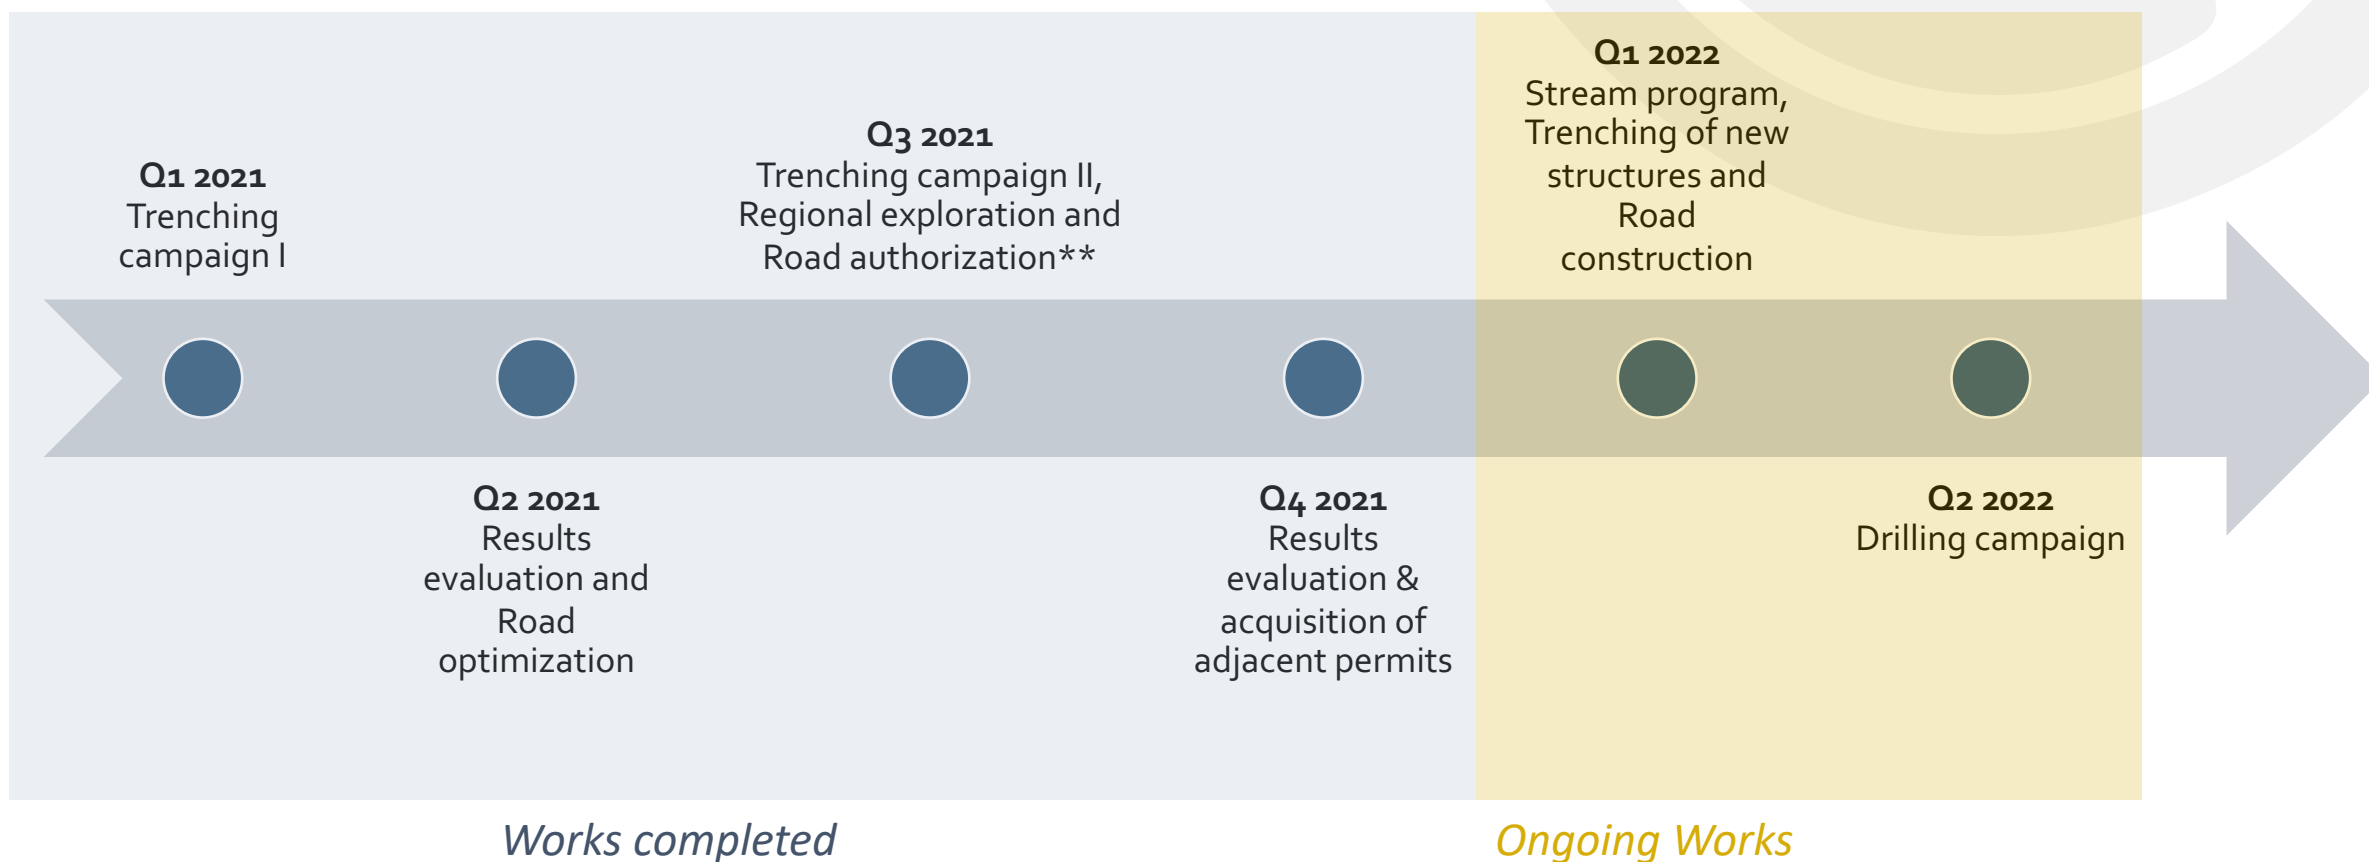 Q1 2021
Trenching
campaign I
Q2 2021
Results
evaluation and
Road
optimization
Q3 2021
Trenching campaign II,
Regional exploration and
Road authorization**
Q4 2021
Results
evaluation &
acquisition of
adjacent permits
Q1 2022
Stream program,
Trenching of new
structures and
Road
construction
Q2 2022
Drilling campaign
Works completed
Ongoing Works